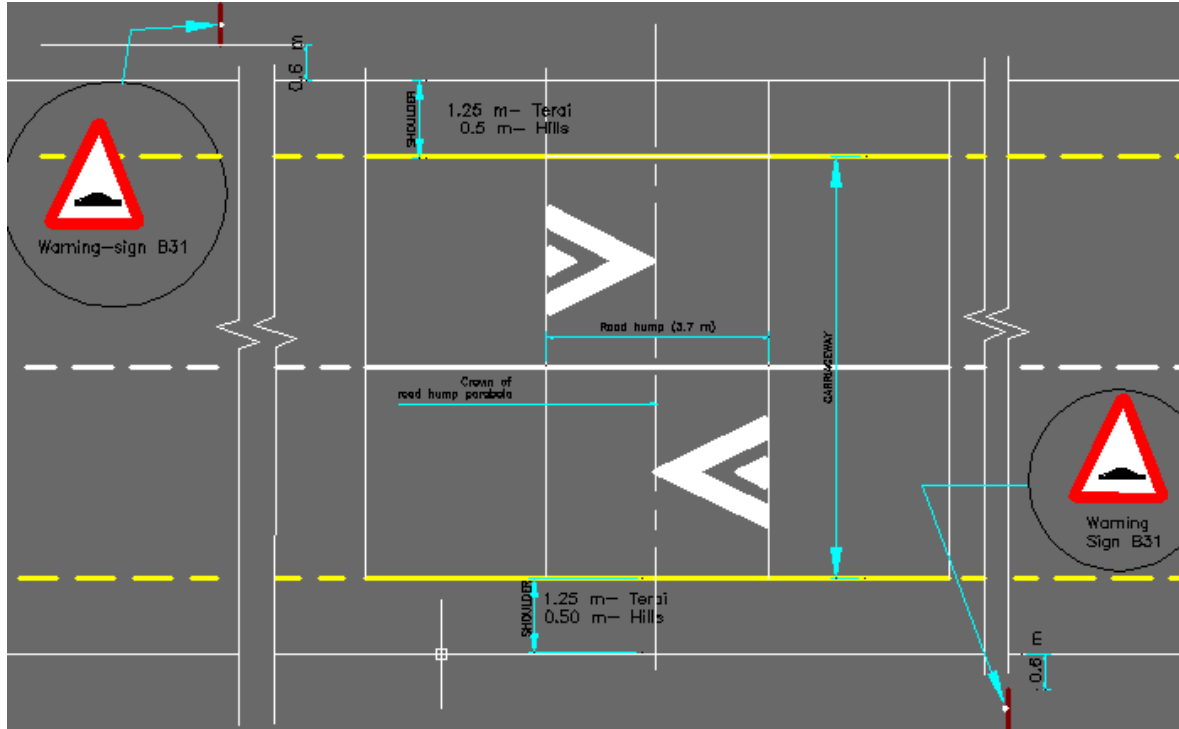 0.6 m
SHOULDER
1.25 m- Terai
0.5 m- Hills
Warning-sign B31
Road hump (3.7 m)
CARRIAGEWAY
Crown of
road hump parabola
Warning
Sign B31
SHOULDER
1.25 m- Terai
0.50 m- Hills
0.6 m